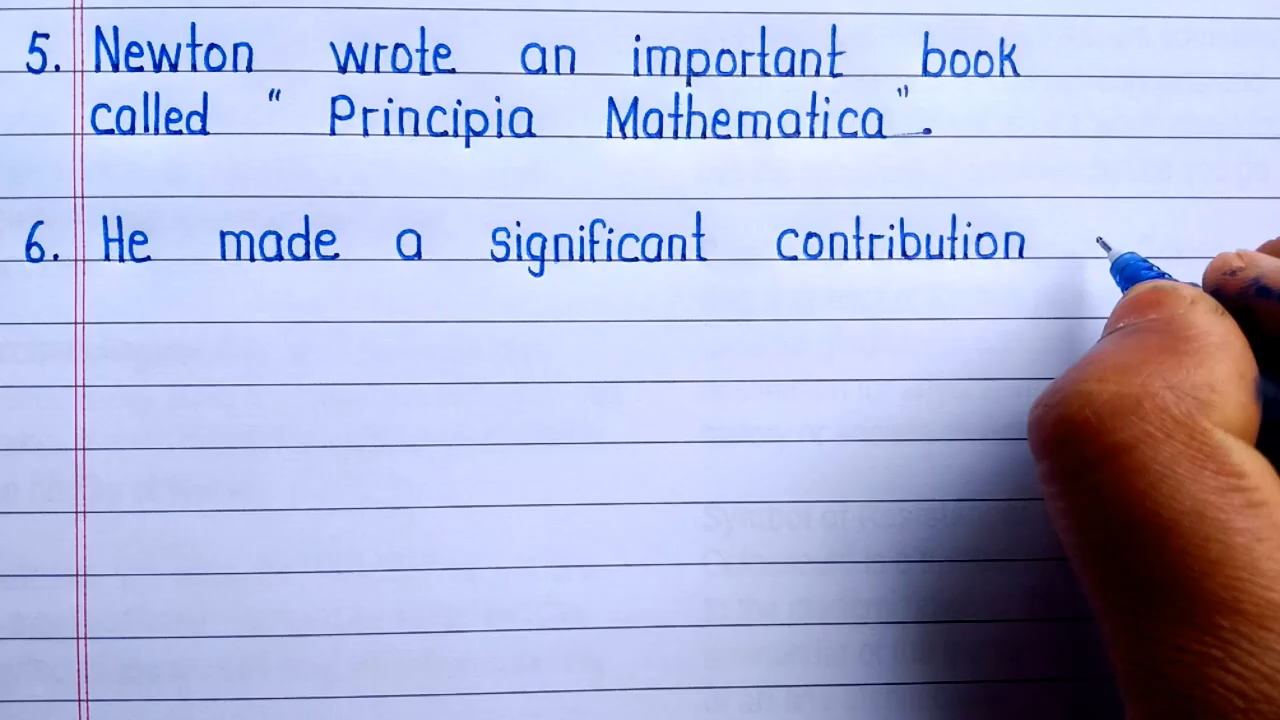 5. Newton wrote an important book
called " Principia Mathematica".
6. He made a significant contribution